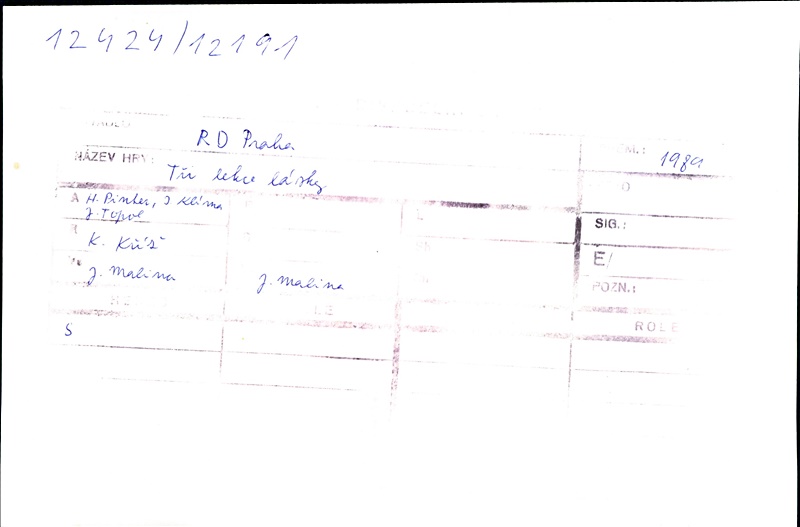 12424/12191
RD Praha
PREM.: 1989
NÁZEV HRY: Tři lekce lásky
D
A H. Pinter, I Klíma
J. Topol
SIG.:
R K. Kříž
E/
J. Malina J. Malina
POZN.:
ROLE
S